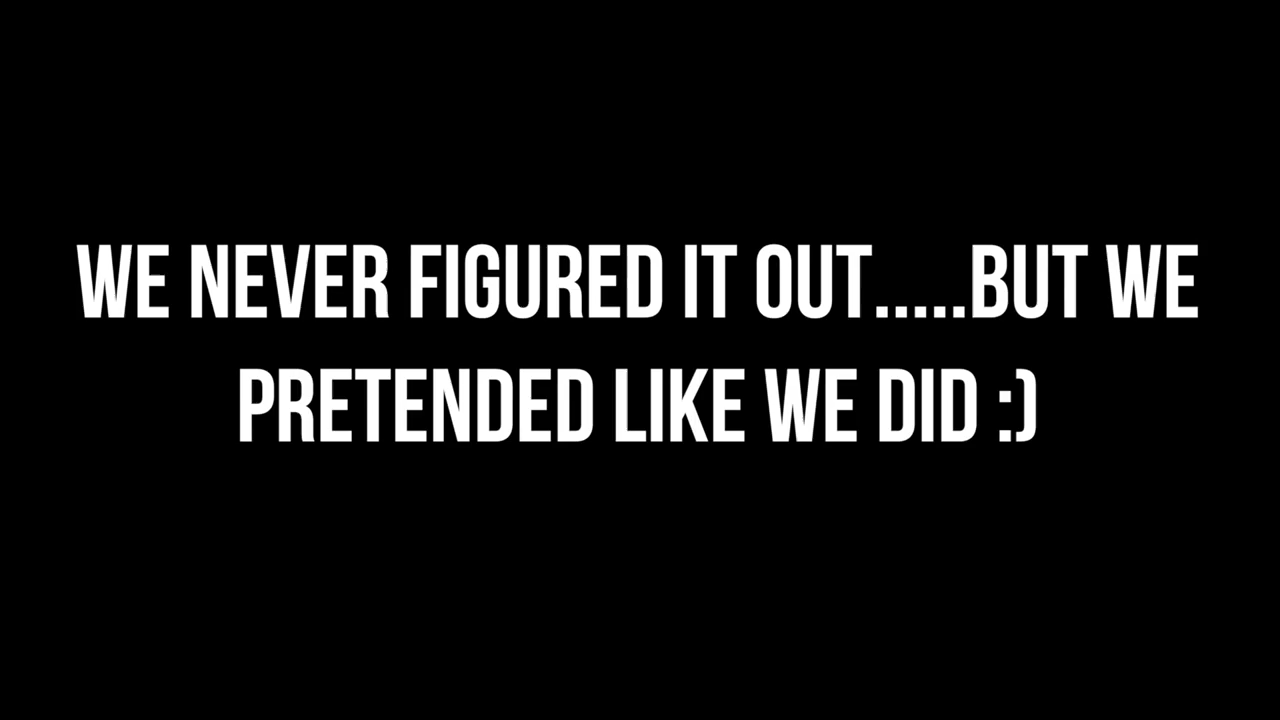 WE NEVER FIGURED IT OUT.....BUT WE
PRETENDED LIKE WE DID :)